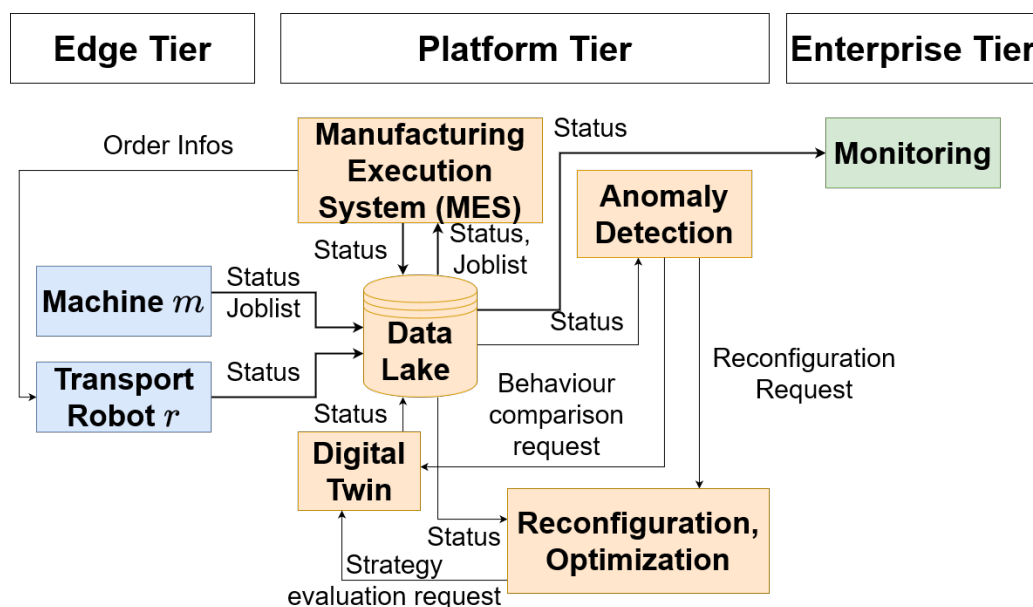 Edge Tier
Platform Tier
Enterprise Tier
Order Infos
Manufacturing
Execution
System (MES)
Status
Monitoring
Anomaly
Detection
Status
Status,
Joblist
Machine m
Status
Joblist
Data
Lake
Status
Transport
Robot r
Status
Reconfiguration
Request
Behaviour
comparison
request
Status
Digital
Twin
Status
Reconfiguration,
Optimization
Strategy
evaluation request